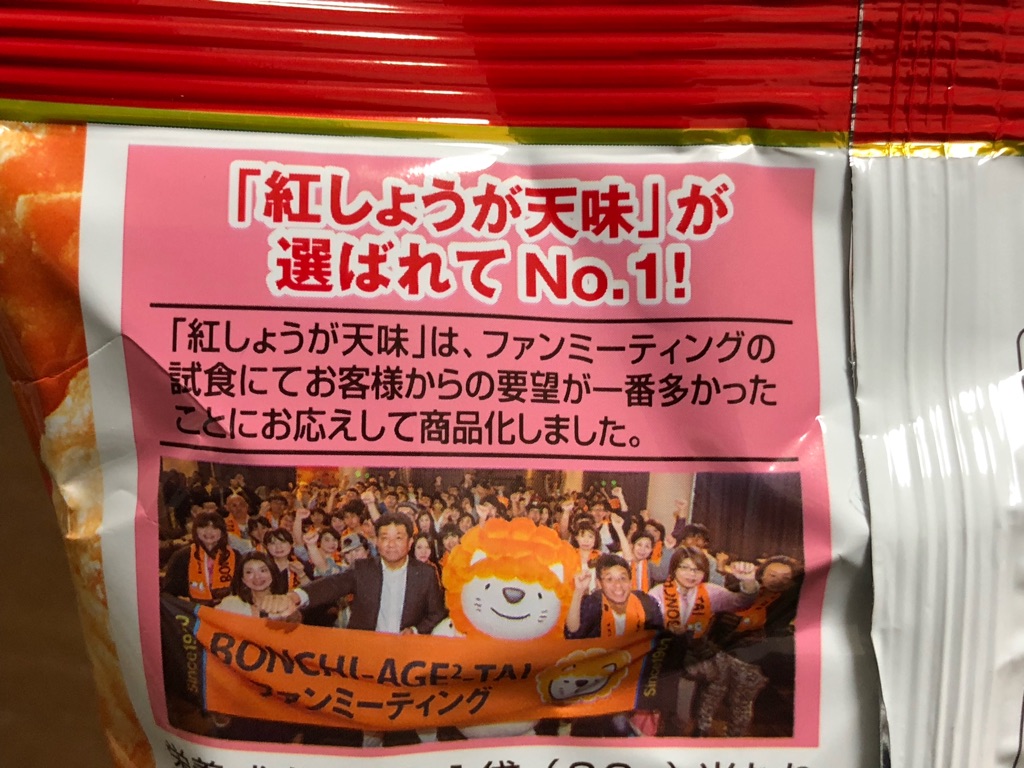 「紅しょうが天味」が
選ばれて No.1!
「紅しょうが天味」は、ファンミーティングの
試食にてお客様からの要望が一番多かった
ことにお応えして商品化しました。
BONCHI-AGE²-TAI
ファンミーティング